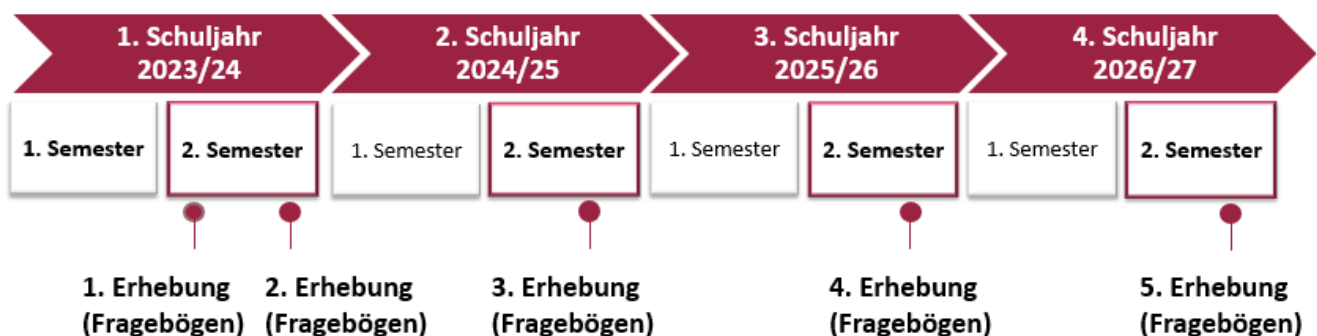 1. Schuljahr
2023/24
2. Schuljahr
2024/25
3. Schuljahr
2025/26
4. Schuljahr
2026/27
1. Semester
2. Semester
1. Semester
2. Semester
1. Semester
2. Semester
1. Semester
2. Semester
1. Erhebung
(Fragebögen)
2. Erhebung
(Fragebögen)
3. Erhebung
(Fragebögen)
4. Erhebung
(Fragebögen)
5. Erhebung
(Fragebögen)